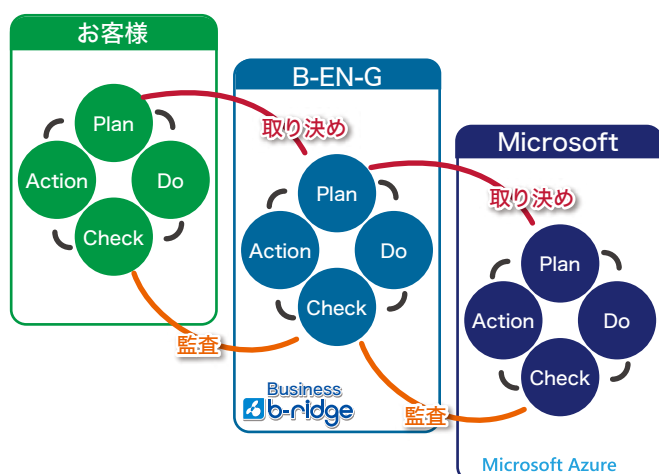 お客様
Plan
Action
Do
Check
B-EN-G
取り決め
Plan
Action
Do
Check
監査
Business
b-ridge
Microsoft
取り決め
Plan
Action
Do
Check
監査
Microsoft Azure